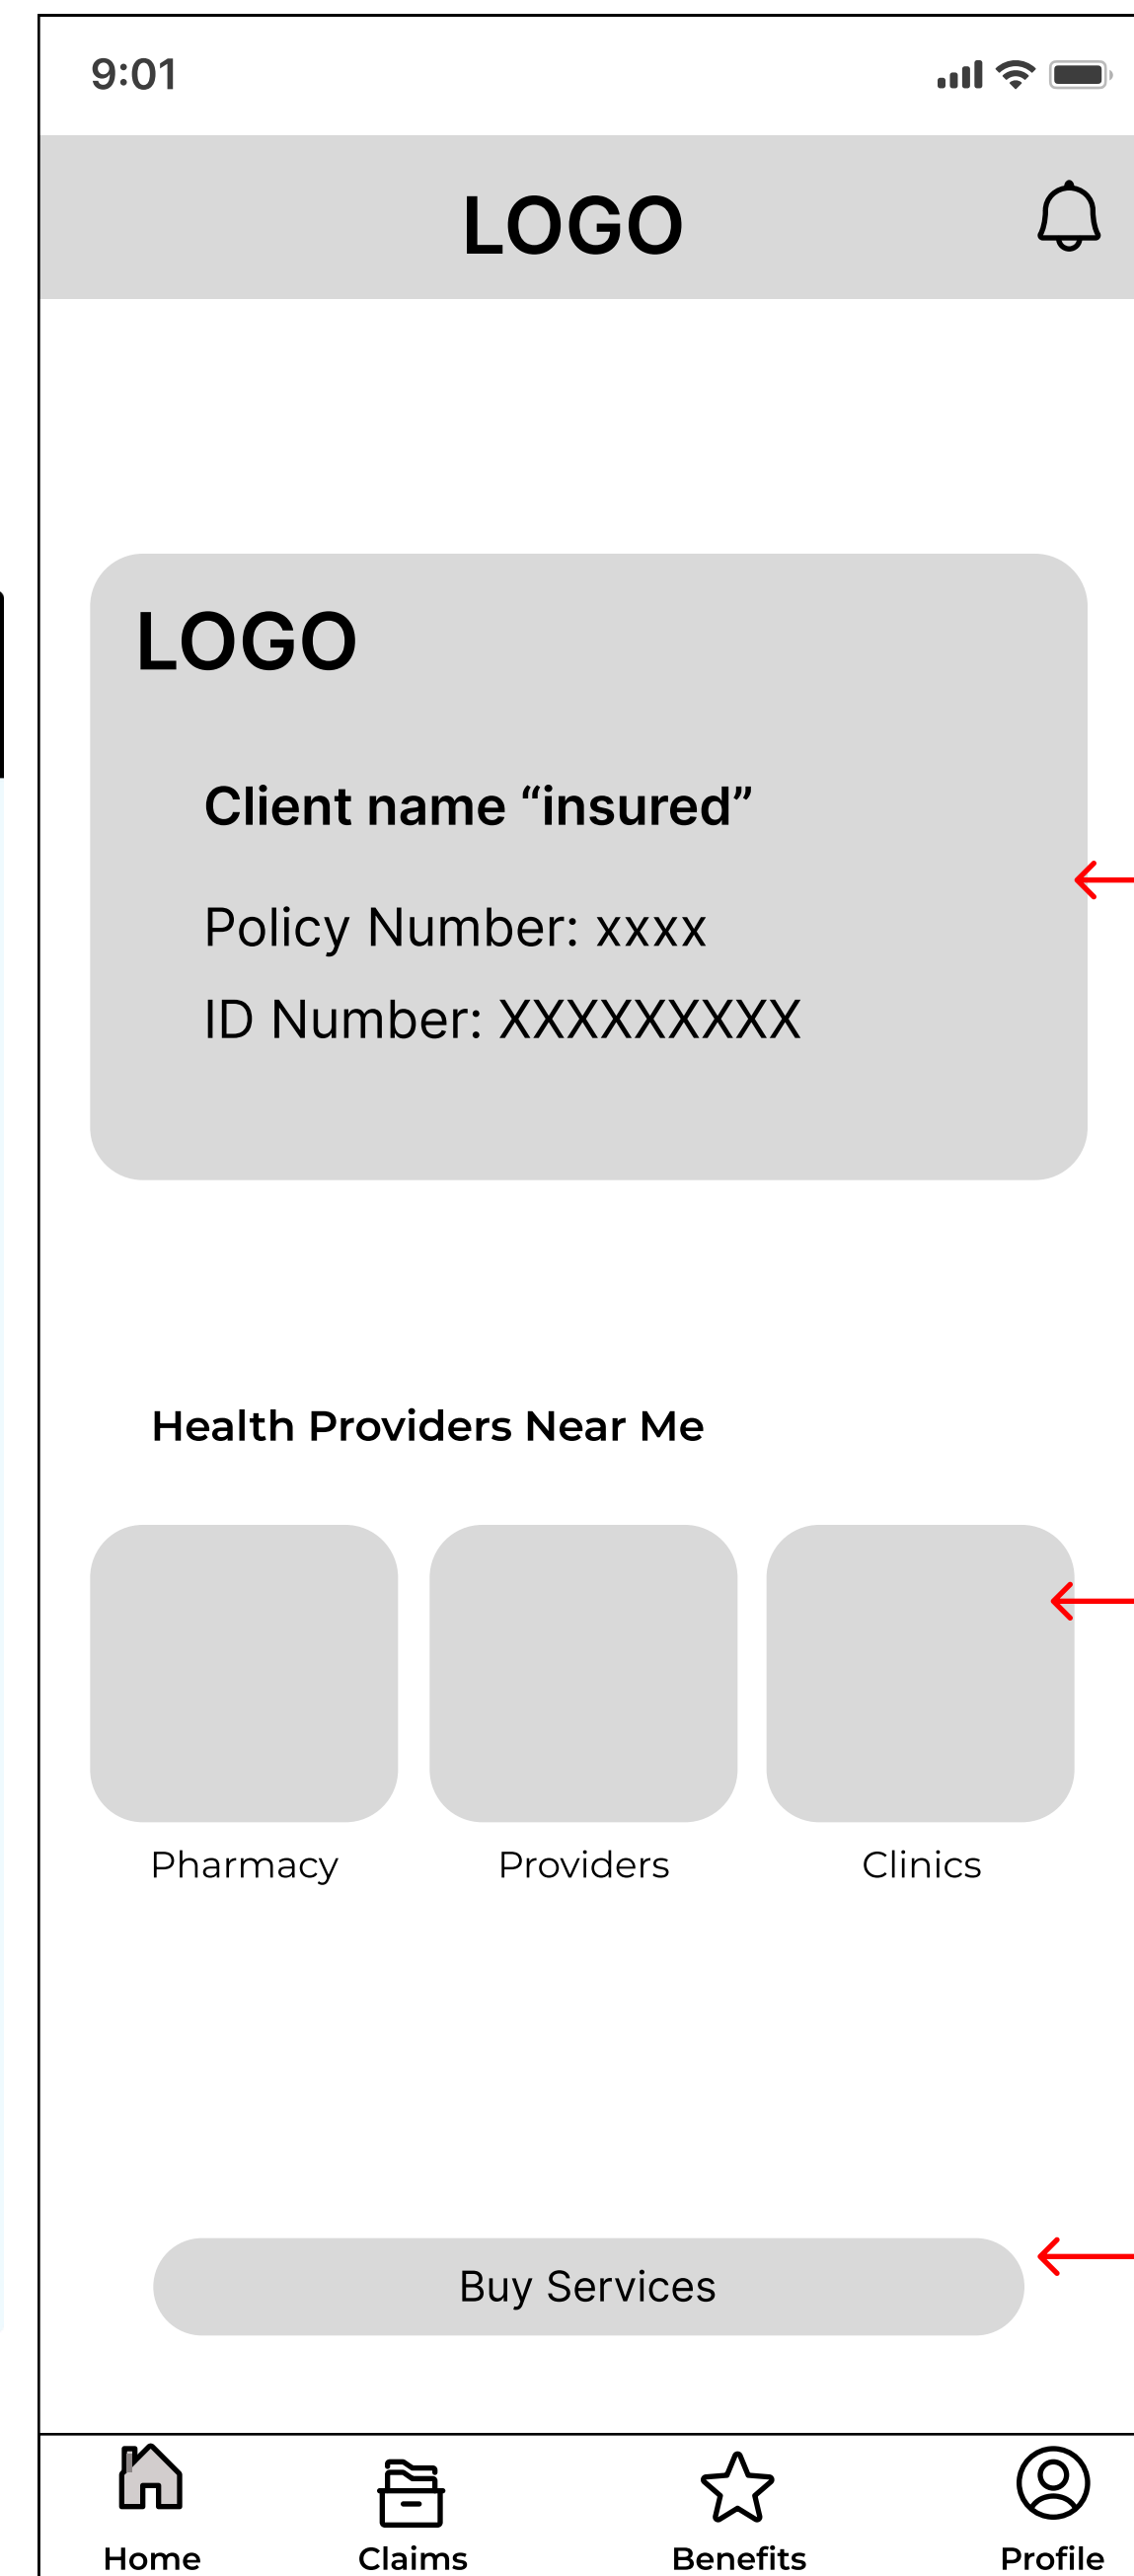 9:01
LOGO
LOGO
Client name “insured”
Policy Number: xxxx
ID Number: XXXXXXXXX
Health Providers Near Me
Pharmacy Providers Clinics
Buy Services
Home Claims Benefits Profile